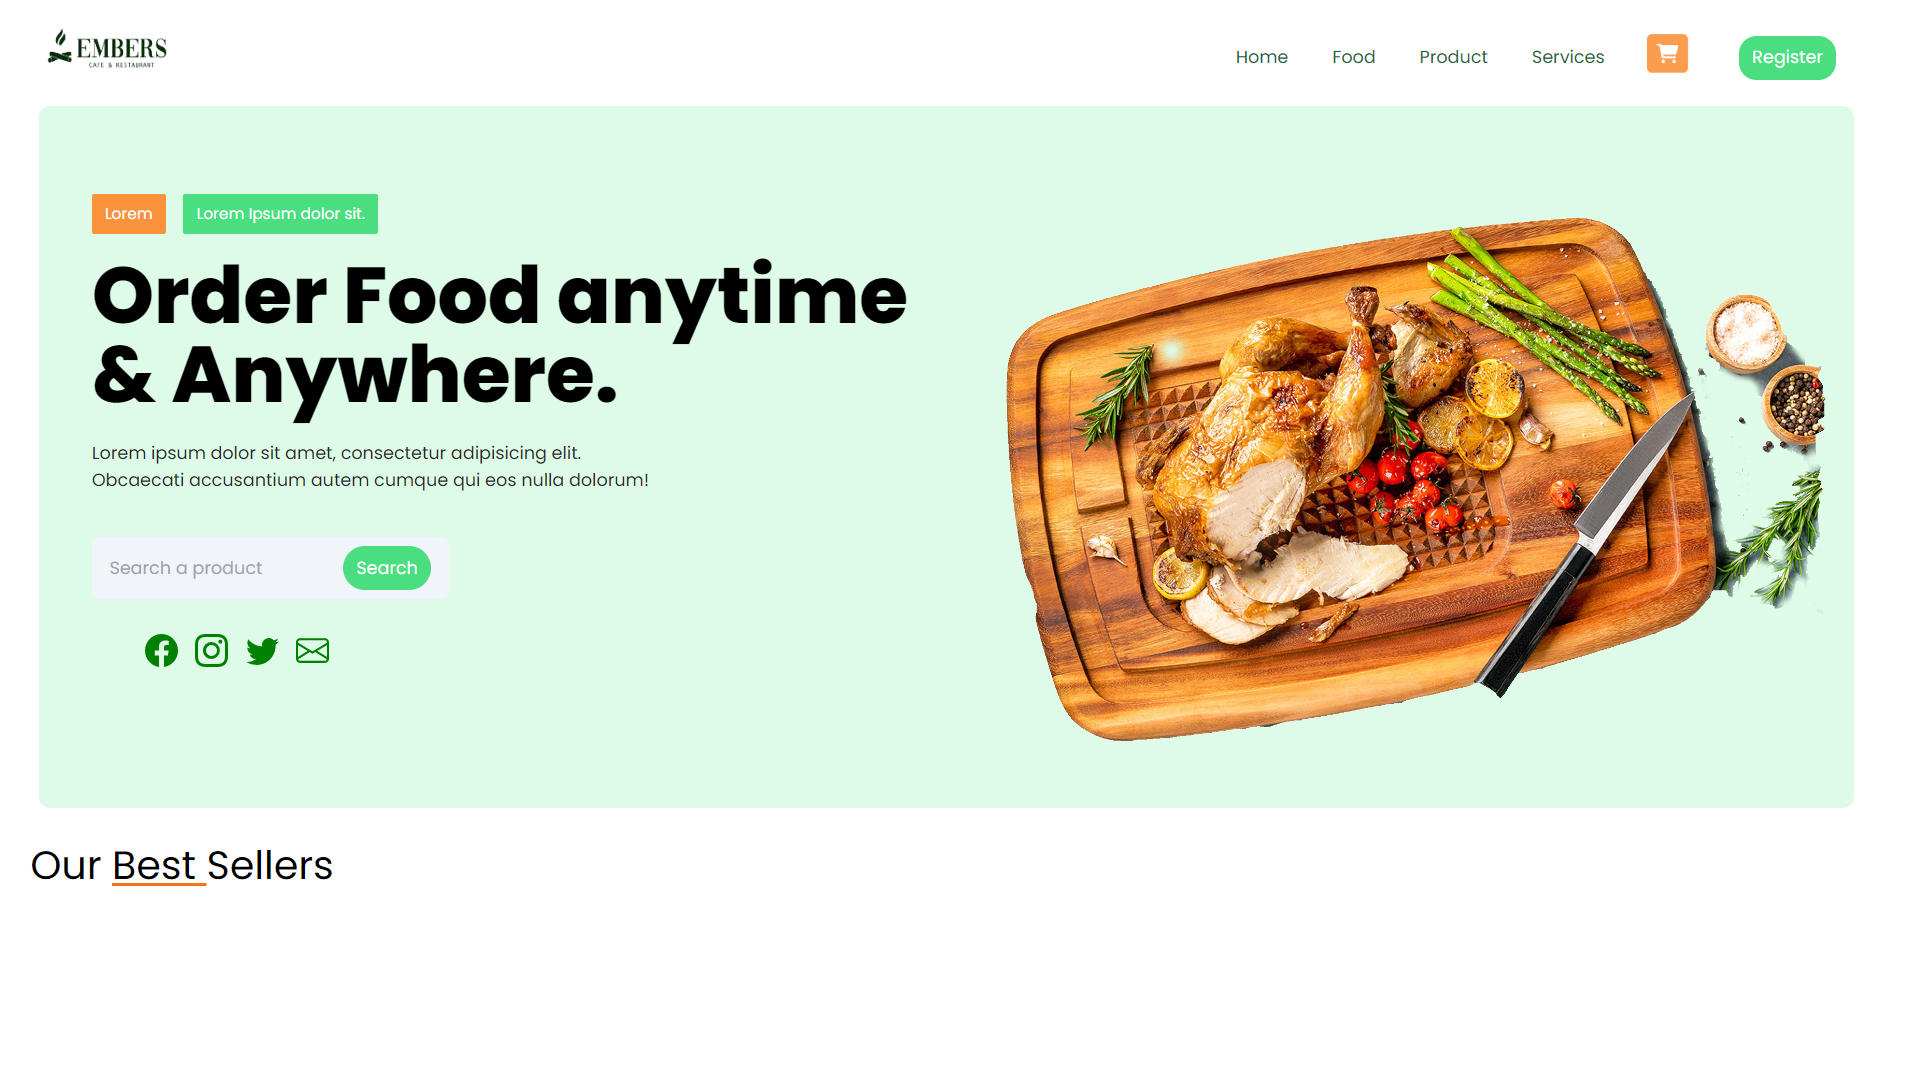 EMBERS
CAFE & RESTAURANT
Home Food Product Services Register
Lorem Lorem Ipsum dolor sit.
Order Food anytime
& Anywhere.
Lorem ipsum dolor sit amet, consectetur adipisicing elit.
Obcaecati accusantium autem cumque qui eos nulla dolorum!
Search a product Search
Our Best Sellers